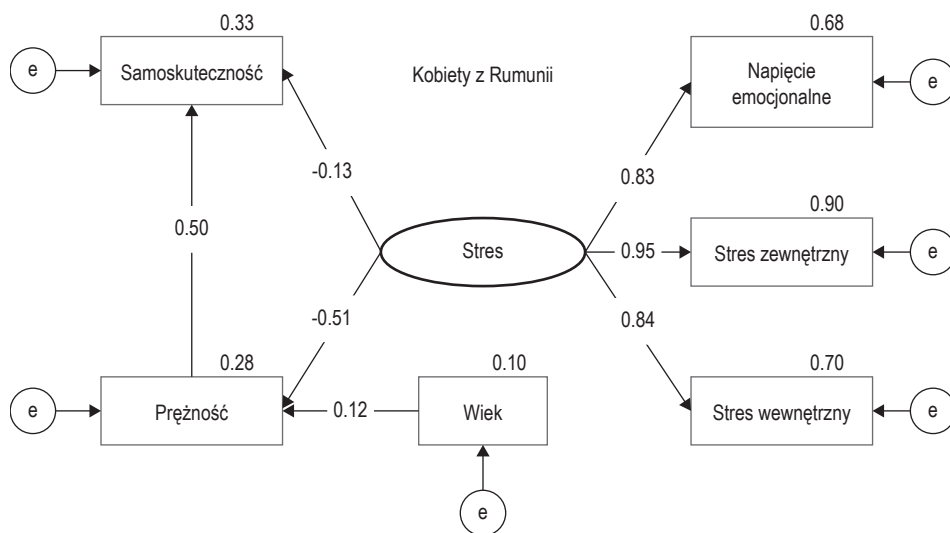 0.33
0.68
e
Samoskuteczność
Kobiety z Rumunii
Napięcie
emocjonalne
e
-0.13
0.83
0.50
0.90
Stres
0.95
Stres zewnętrzny
e
-0.51
0.84
0.28
0.10
0.70
e
Prężność
0.12
Wiek
Stres wewnętrzny
e
e